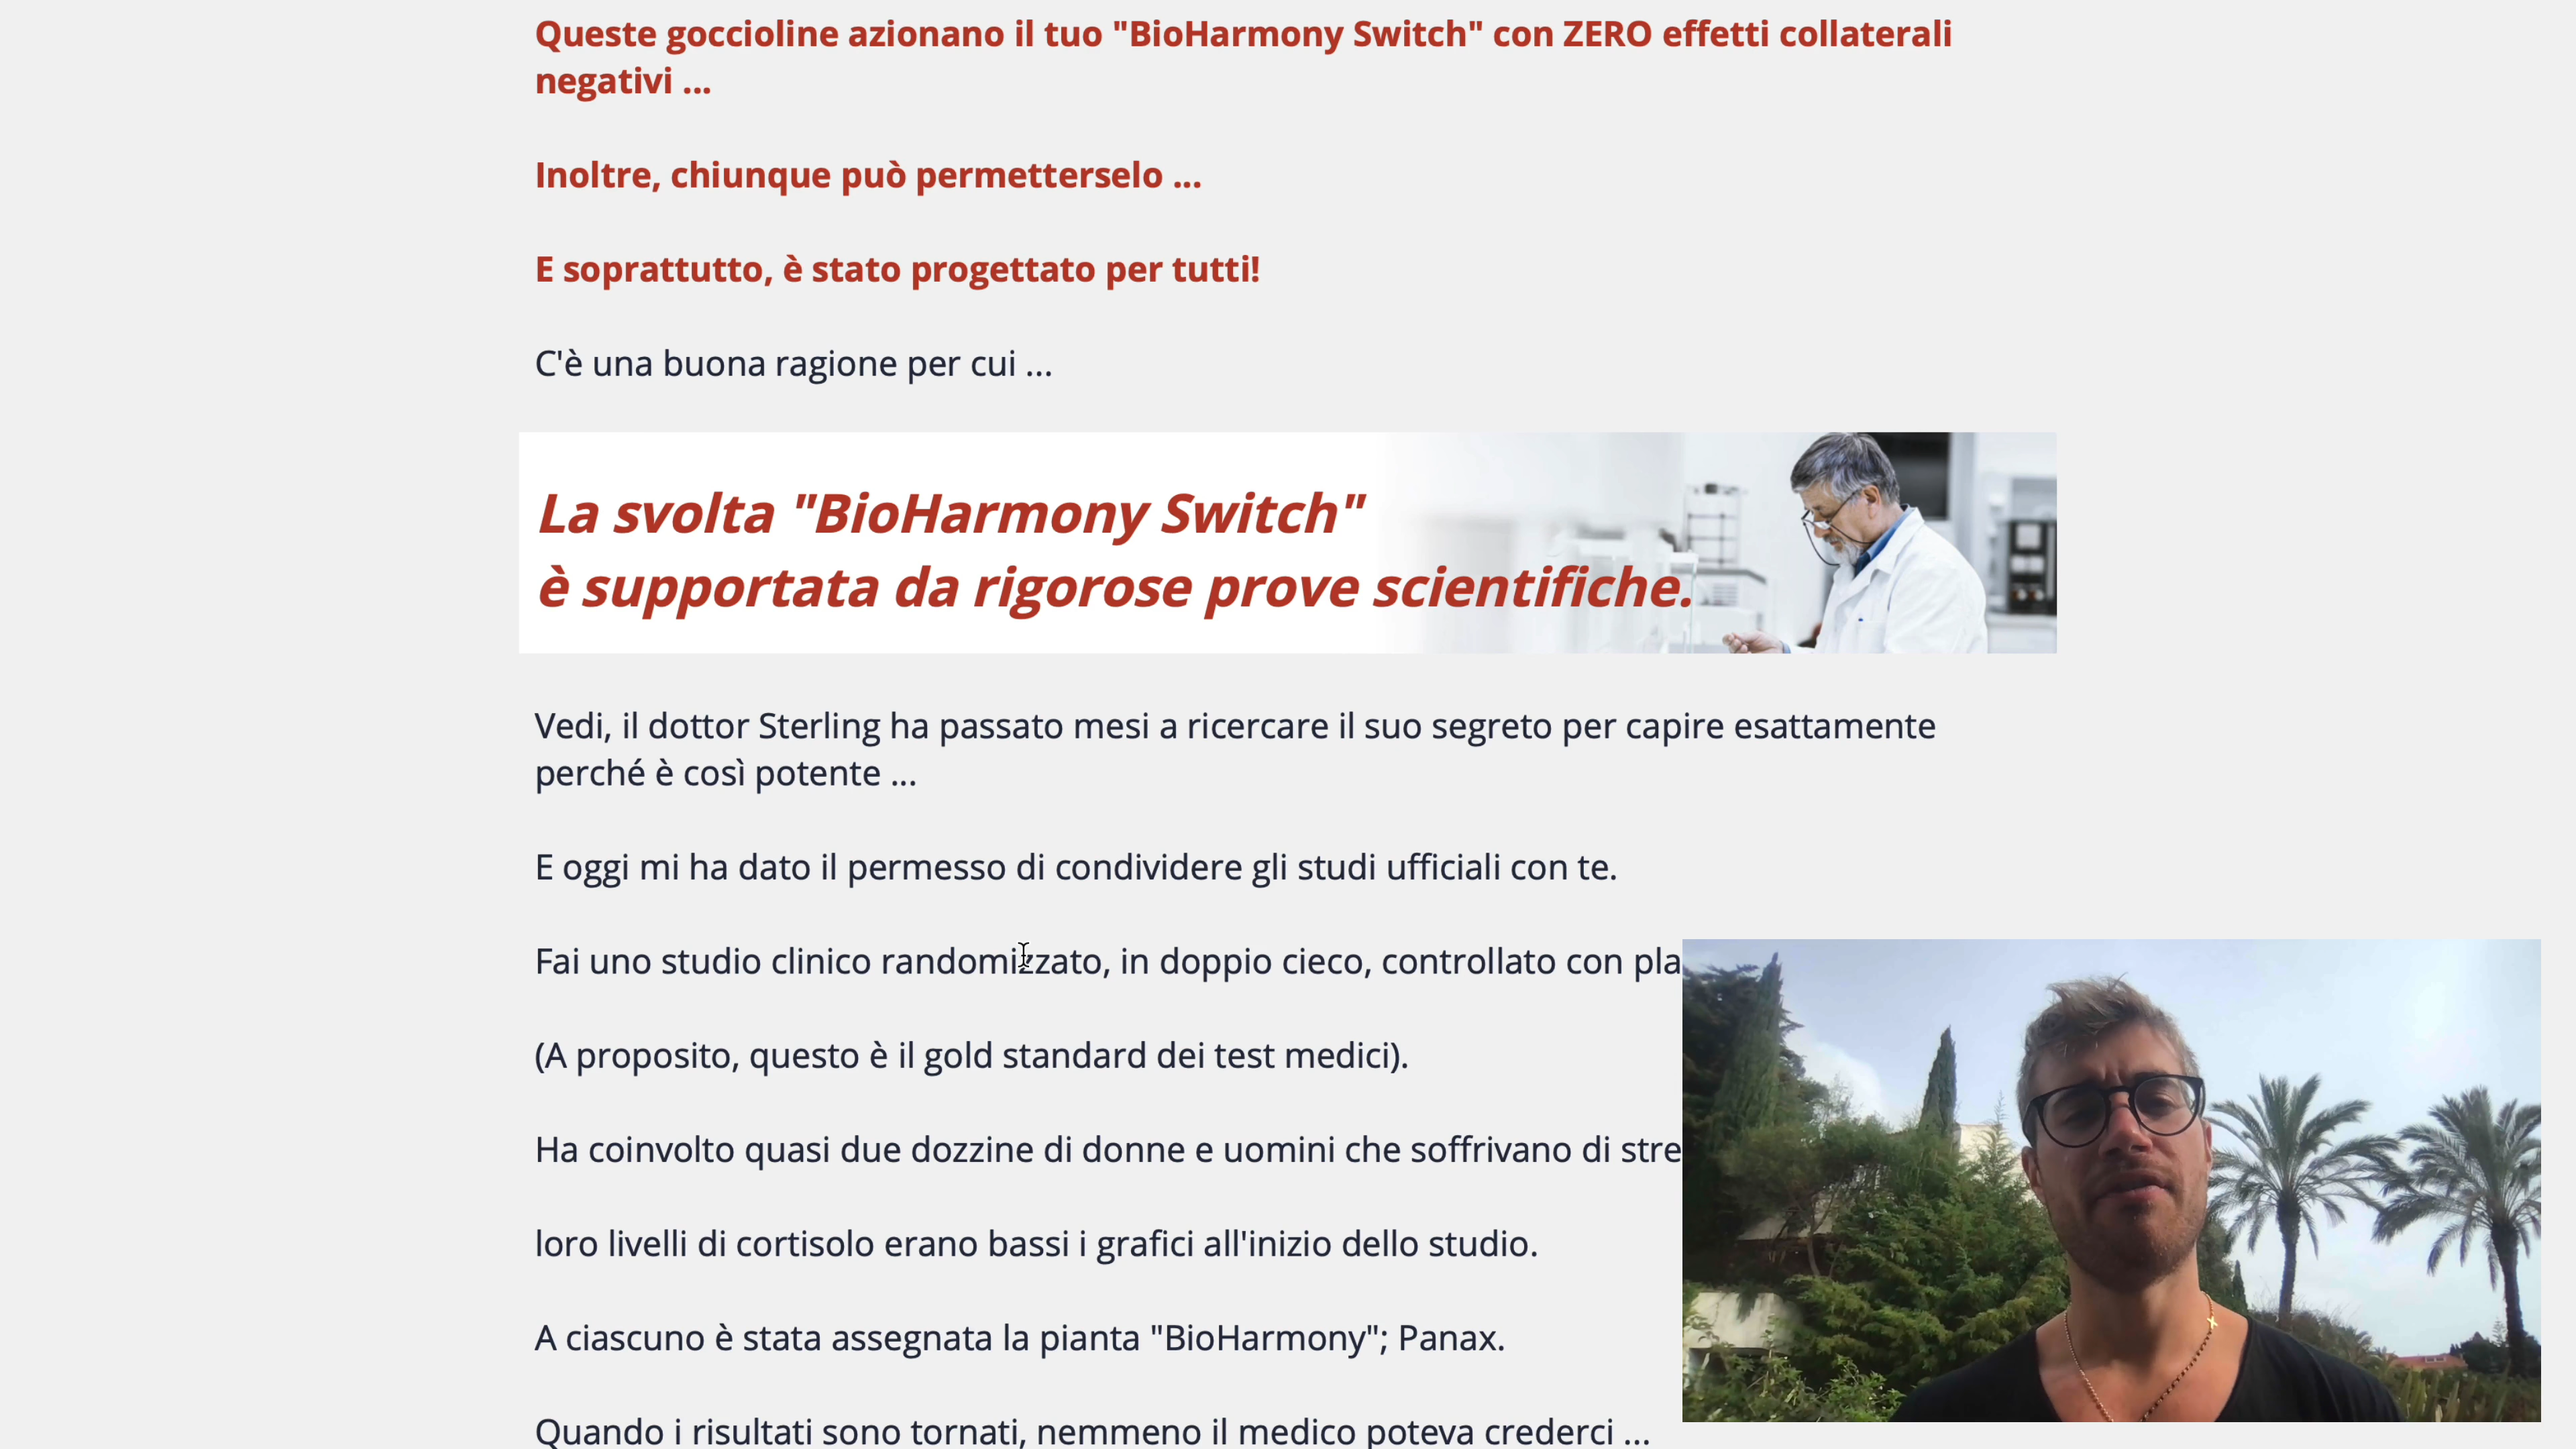 Queste goccioline azionano il tuo "BioHarmony Switch" con ZERO effetti collaterali
negativi ...
Inoltre, chiunque può permetterselo ...
E soprattutto, è stato progettato per tutti!
C'è una buona ragione per cui ...
La svolta "BioHarmony Switch"
è supportata da rigorose prove scientifiche.
Vedi, il dottor Sterling ha passato mesi a ricercare il suo segreto per capire esattamente
perché è così potente ...
E oggi mi ha dato il permesso di condividere gli studi ufficiali con te.
Fai uno studio clinico randomizzato, in doppio cieco, controllato con pla
(A proposito, questo è il gold standard dei test medici).
Ha coinvolto quasi due dozzine di donne e uomini che soffrivano di stre
loro livelli di cortisolo erano bassi i grafici all'inizio dello studio.
A ciascuno è stata assegnata la pianta "BioHarmony"; Panax.
Quando i risultati sono tornati, nemmeno il medico poteva crederci ...